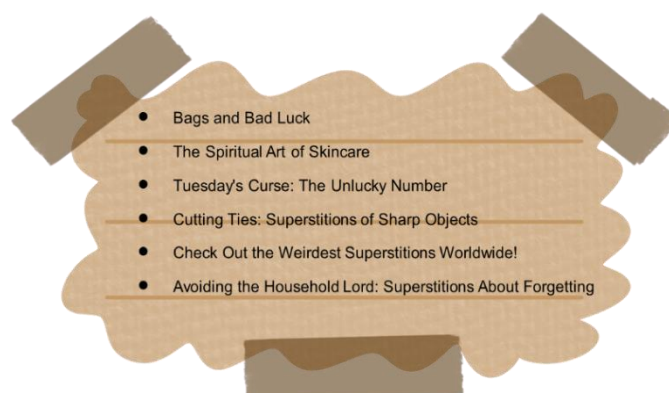 • Bags and Bad Luck
• The Spiritual Art of Skincare
• Tuesday's Curse: The Unlucky Number
• Cutting Ties: Superstitions of Sharp Objects
• Check Out the Weirdest Superstitions Worldwide!
• Avoiding the Household Lord: Superstitions About Forgetting